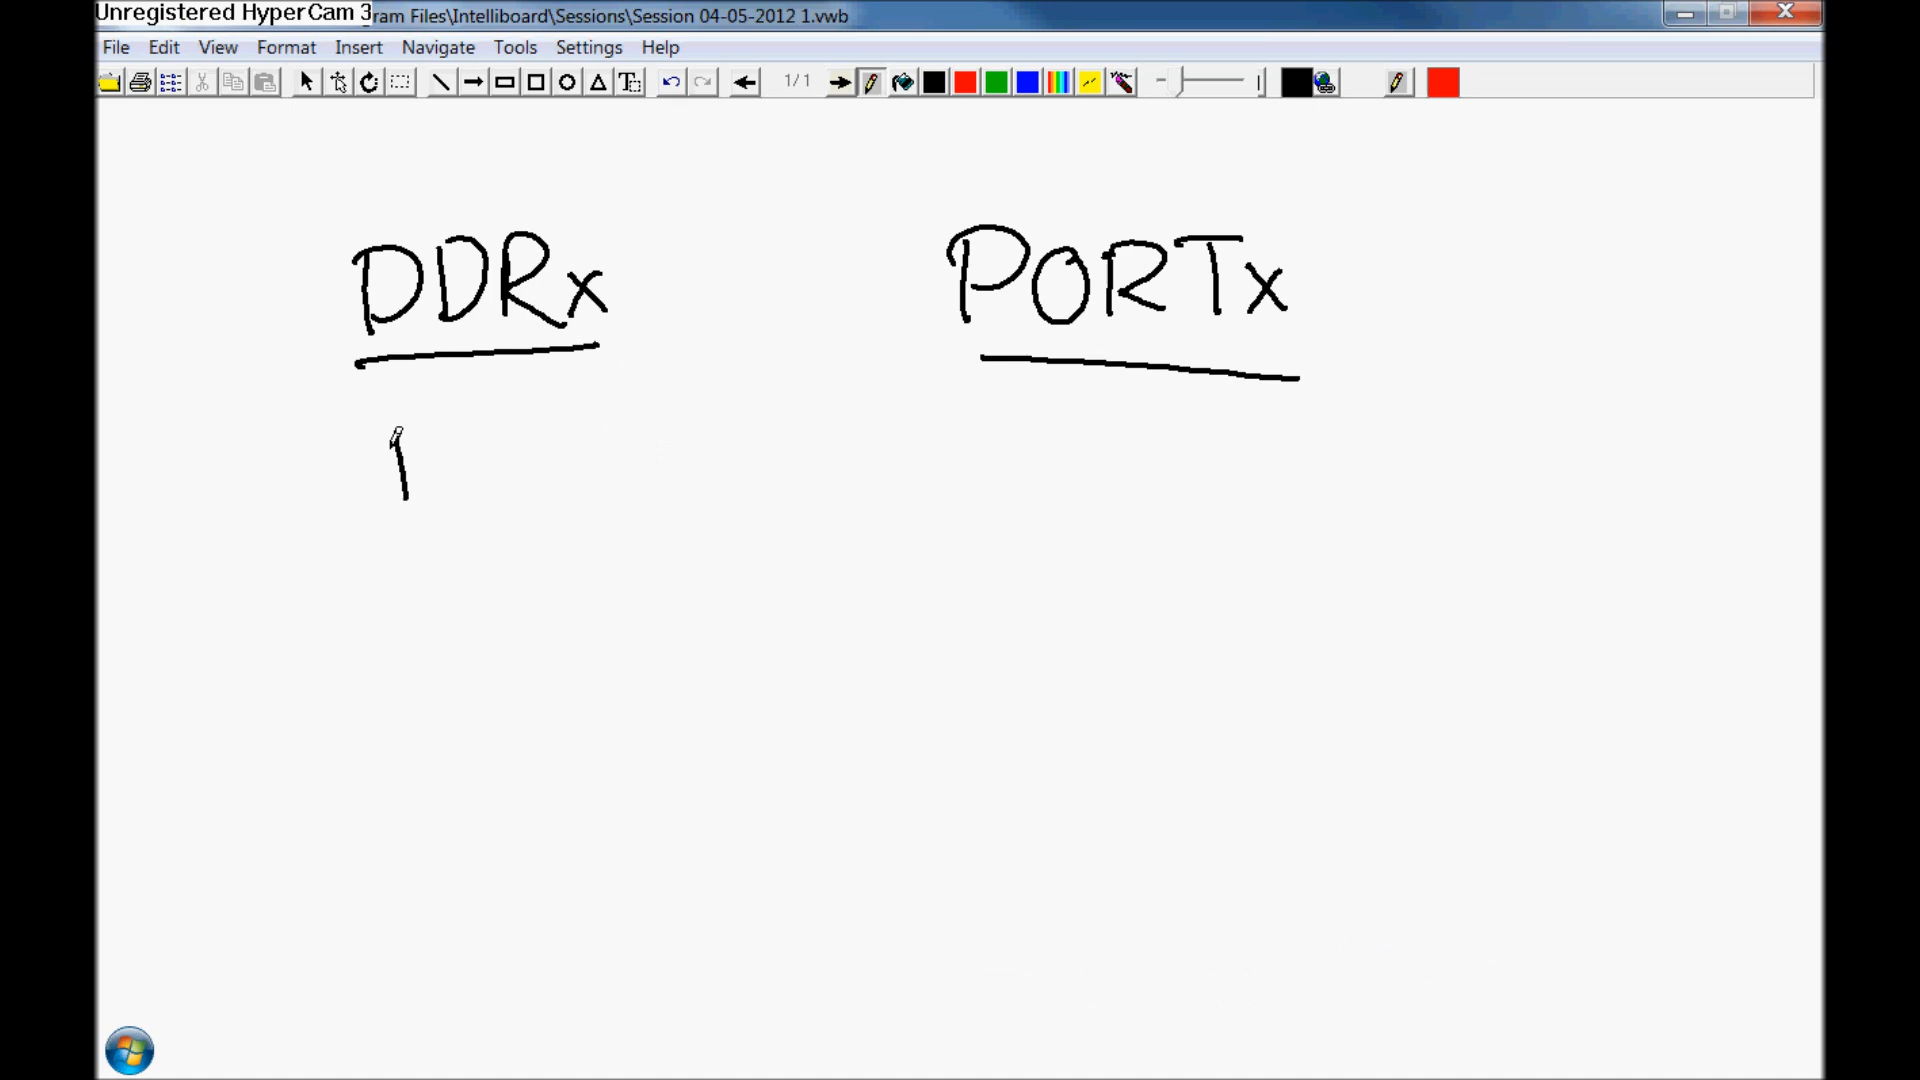 Unregistered HyperCam 3
ram Files\Intelliboard\Sessions\Session 04-05-2012 1.vwb
File Edit View Format Insert Navigate Tools Settings Help
1/1
DDRx PORTx
1